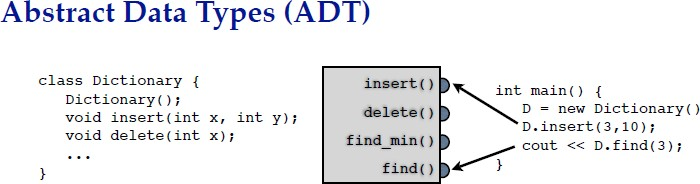 Abstract Data Types (ADT)
class Dictionary {
Dictionary();
void insert(int x, int y);
void delete(int x);
...
}
insert()
delete()
find_min()
find()
int main() {
D = new Dictionary()
D.insert(3,10);
cout << D.find(3);
}